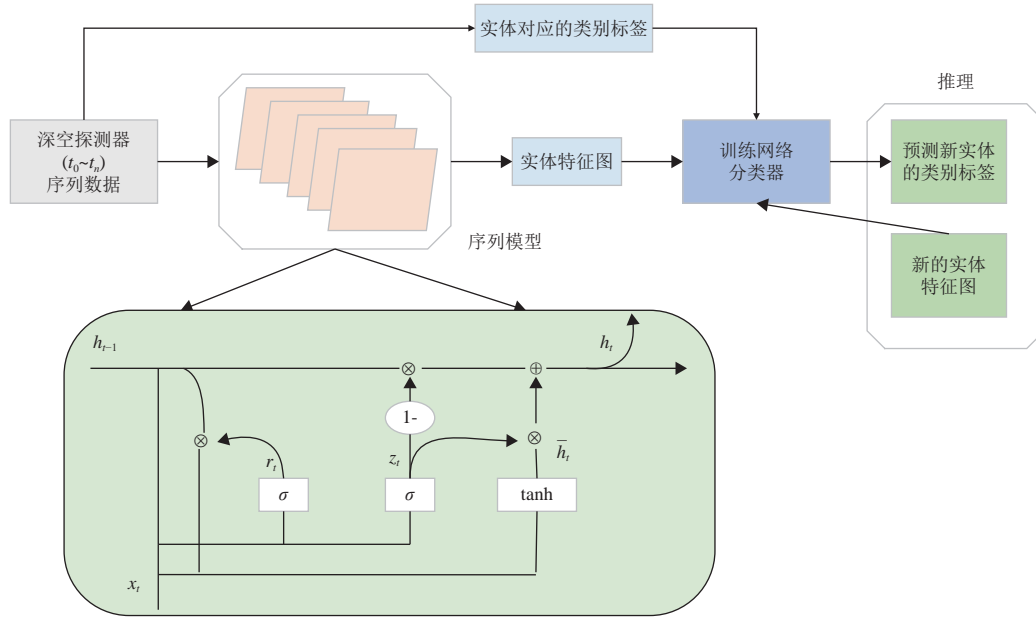 实体对应的类别标签
推理
深空探测器
(t₀~tₙ)
序列数据
实体特征图
训练网络
分类器
预测新实体
的类别标签
序列模型
新的实体
特征图
hₜ₋₁
hₜ
⊗
⊕
1-
⊗
⊗
rₜ
zₜ
h̅ₜ
σ
σ
tanh
xₜ